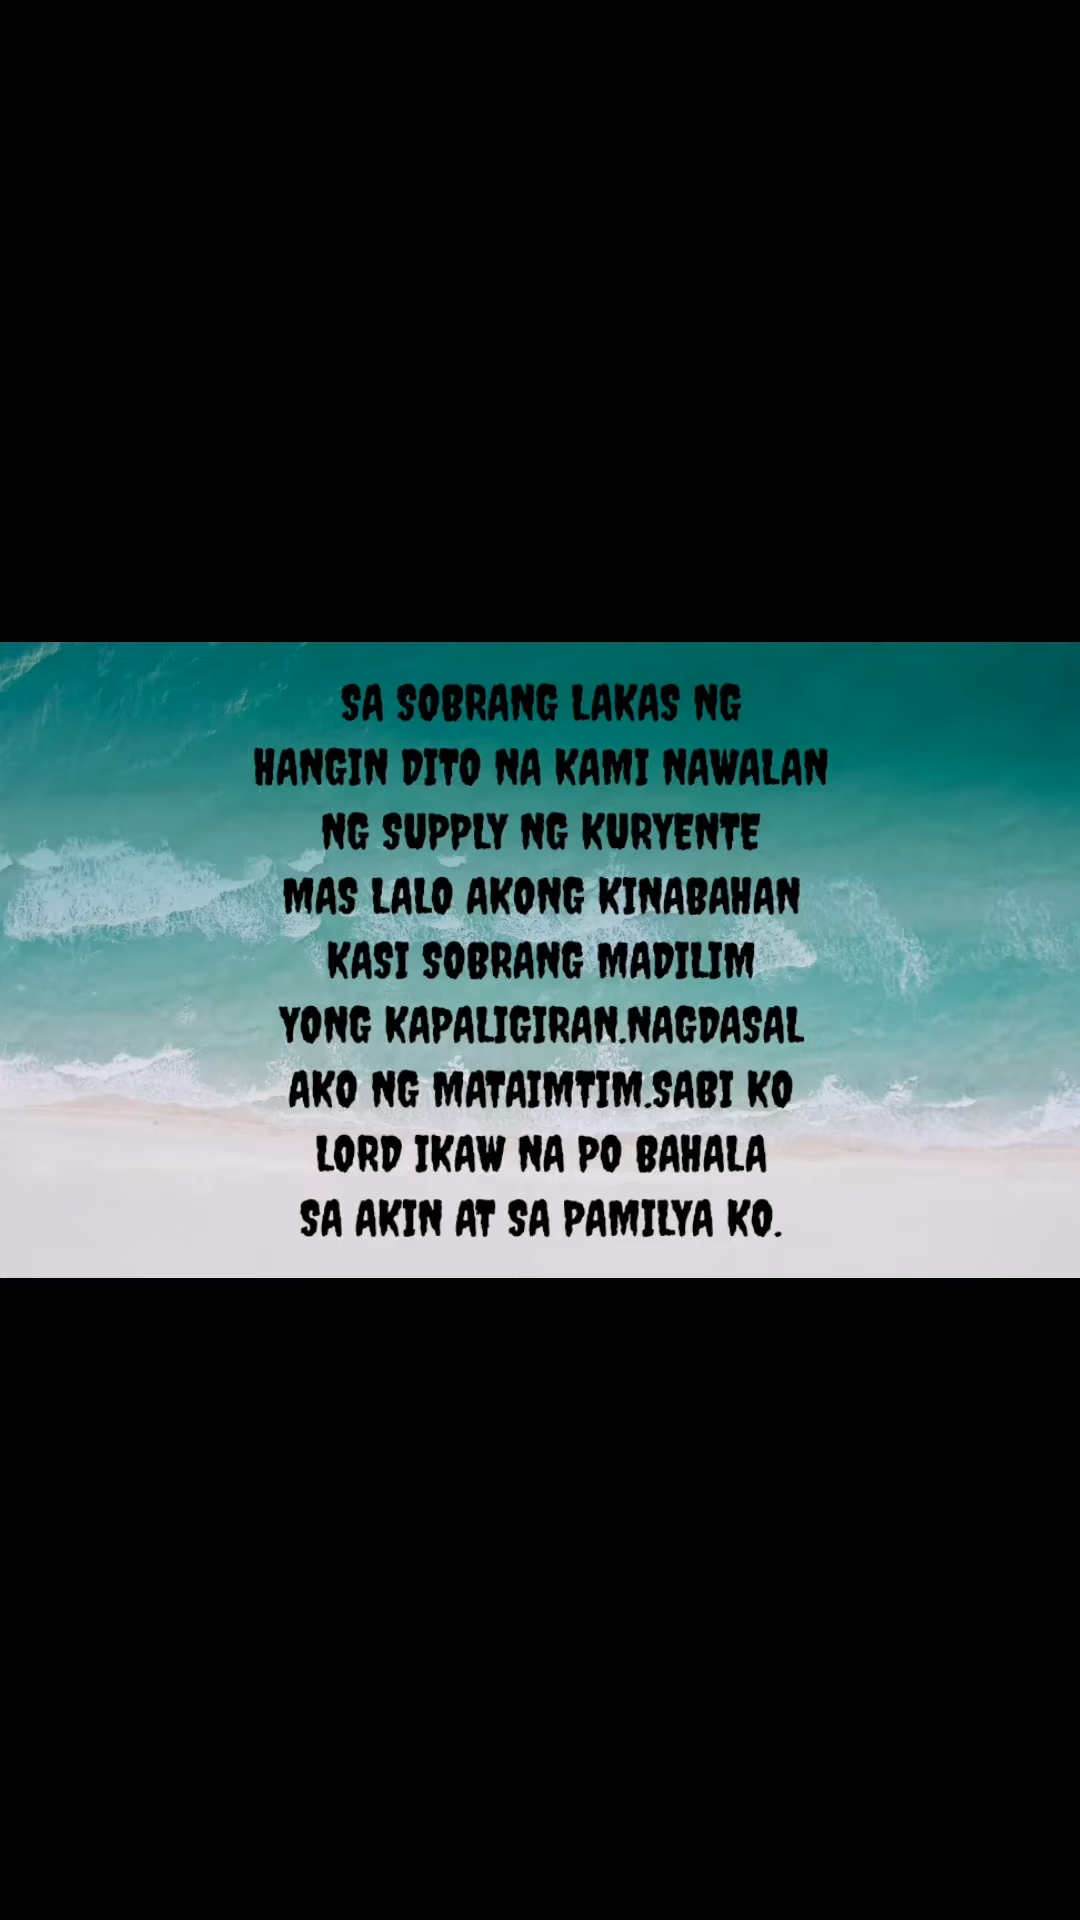 SA SOBRANG LAKAS NG
HANGIN DITO NA KAMI NAWALAN
NG SUPPLY NG KURYENTE
MAS LALO AKONG KINABAHAN
KASI SOBRANG MADILIM
YONG KAPALIGIRAN.NAGDASAL
AKO NG MATAIMTIM.SABI KO
LORD IKAW NA PO BAHALA
SA AKIN AT SA PAMILYA KO.